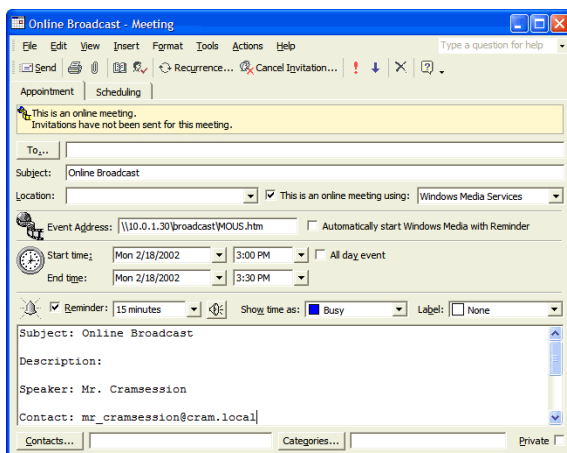 Online Broadcast - Meeting
File Edit View Insert Format Tools Actions Help Type a question for help
Send Recurrence... Cancel Invitation...
Appointment Scheduling
This is an online meeting.
Invitations have not been sent for this meeting.
To...
Subject: Online Broadcast
Location: This is an online meeting using: Windows Media Services
Event Address: \\10.0.1.30\broadcast\MOUS.htm Automatically start Windows Media with Reminder
Start time: Mon 2/18/2002 3:00 PM All day event
End time: Mon 2/18/2002 3:30 PM
Reminder: 15 minutes Show time as: Busy Label: None
Subject: Online Broadcast
Description:
Speaker: Mr. Cramsession
Contact: mr_cramsession@cram.local
Contacts... Categories... Private